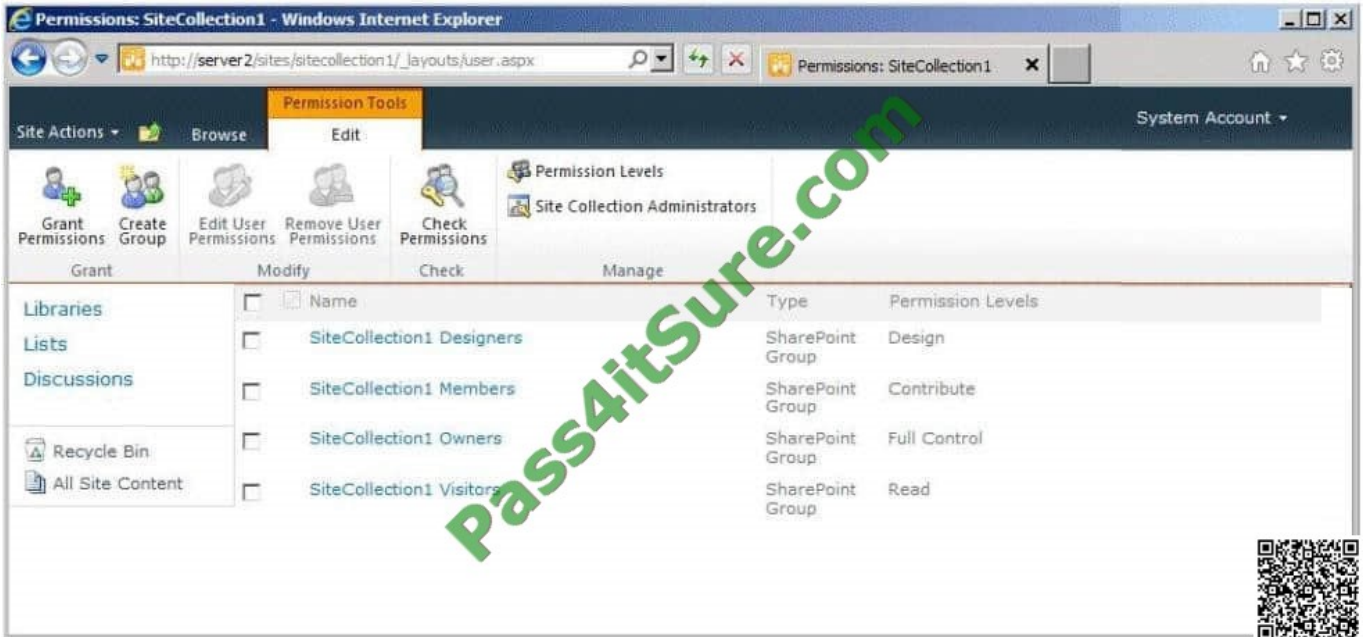 Permissions: SiteCollection1 - Windows Internet Explorer
http://server2/sites/sitecollection1/_layouts/user.aspx
Permissions: SiteCollection1
Permission Tools
System Account
Site Actions
Browse
Edit
Grant Permissions
Create Group
Edit User Permissions
Remove User Permissions
Check Permissions
Permission Levels
Site Collection Administrators
Grant
Modify
Check
Manage
Libraries
Lists
Discussions
Recycle Bin
All Site Content
Name Type Permission Levels
SiteCollection1 Designers SharePoint Group Design
SiteCollection1 Members SharePoint Group Contribute
SiteCollection1 Owners SharePoint Group Full Control
SiteCollection1 Visitors SharePoint Group Read
Pass4itSure.com